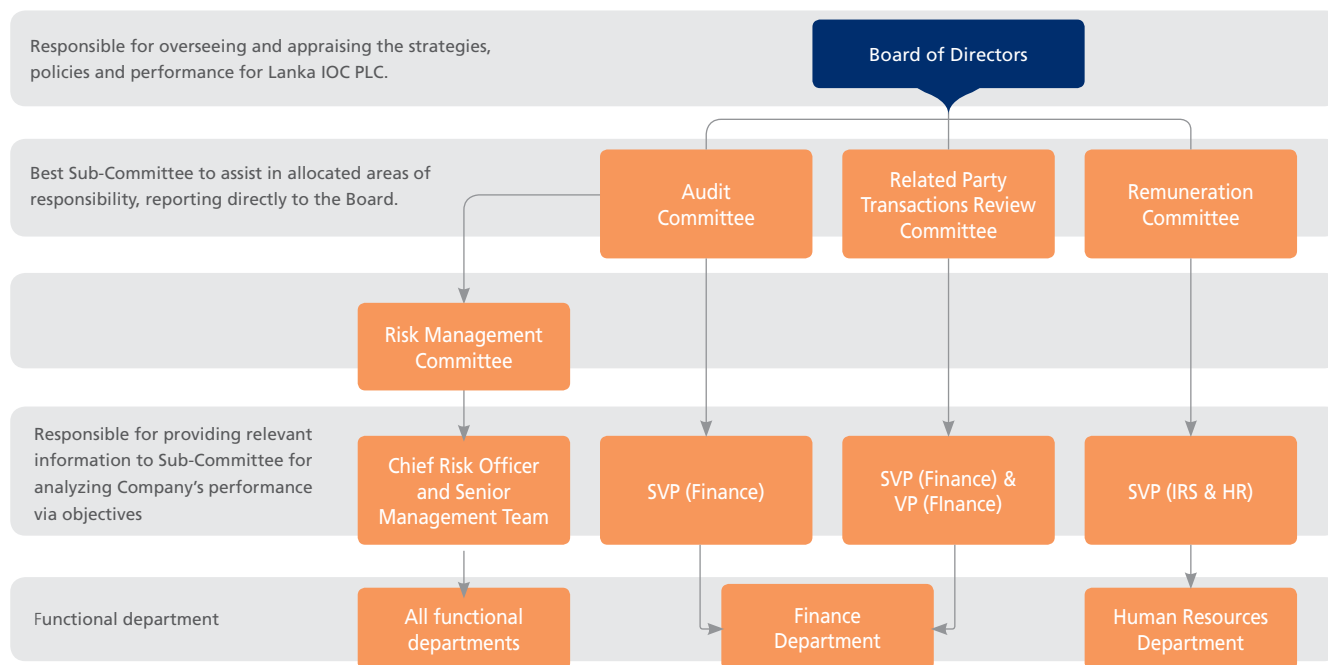 Responsible for overseeing and appraising the strategies,
policies and performance for Lanka IOC PLC.
Board of Directors
Best Sub-Committee to assist in allocated areas of
responsibility, reporting directly to the Board.
Audit
Committee
Related Party
Transactions Review
Committee
Remuneration
Committee
Risk Management
Committee
Responsible for providing relevant
information to Sub-Committee for
analyzing Company's performance
via objectives
Chief Risk Officer
and Senior
Management Team
SVP (Finance)
SVP (Finance) &
VP (FInance)
SVP (IRS & HR)
Functional department
All functional
departments
Finance
Department
Human Resources
Department